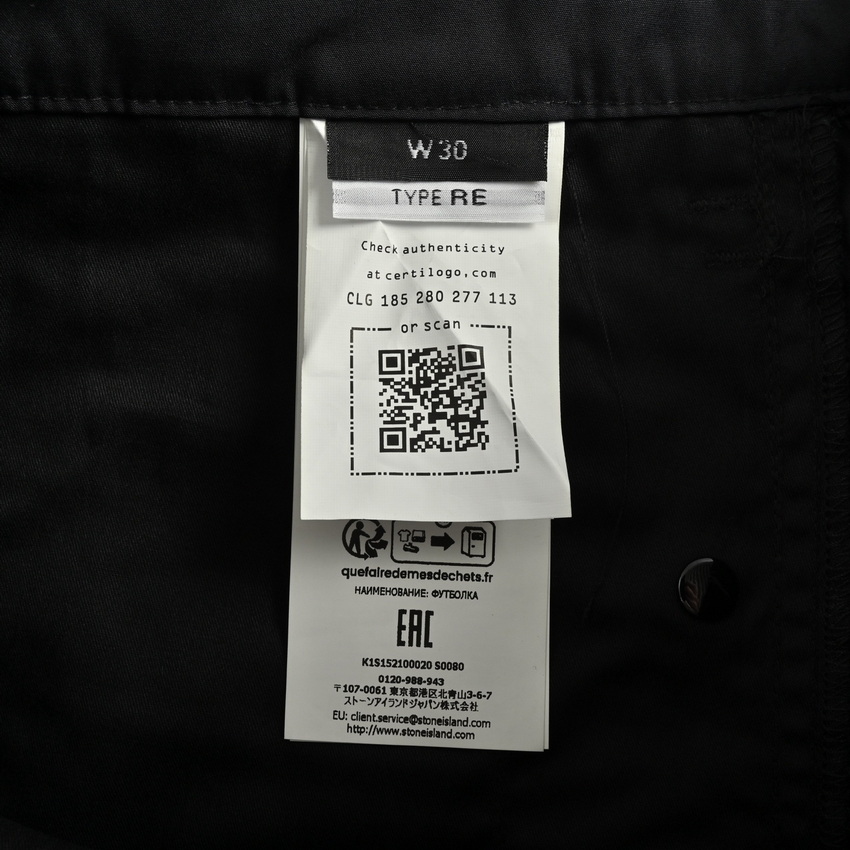 W 30
TYPE RE
Check authenticity
at certilogo.com
CLG 185 280 277 113
or scan
quefairedemesdechets.fr
НАИМЕНОВАНИЕ: ФУТБОЛКА
EAC
K1S152100020 S0080
0120-988-943
〒107-0061 東京都港区北青山3-6-7
ストーンアイランドジャパン株式会社
EU: client.service@stoneisland.com
http://www.stoneisland.com